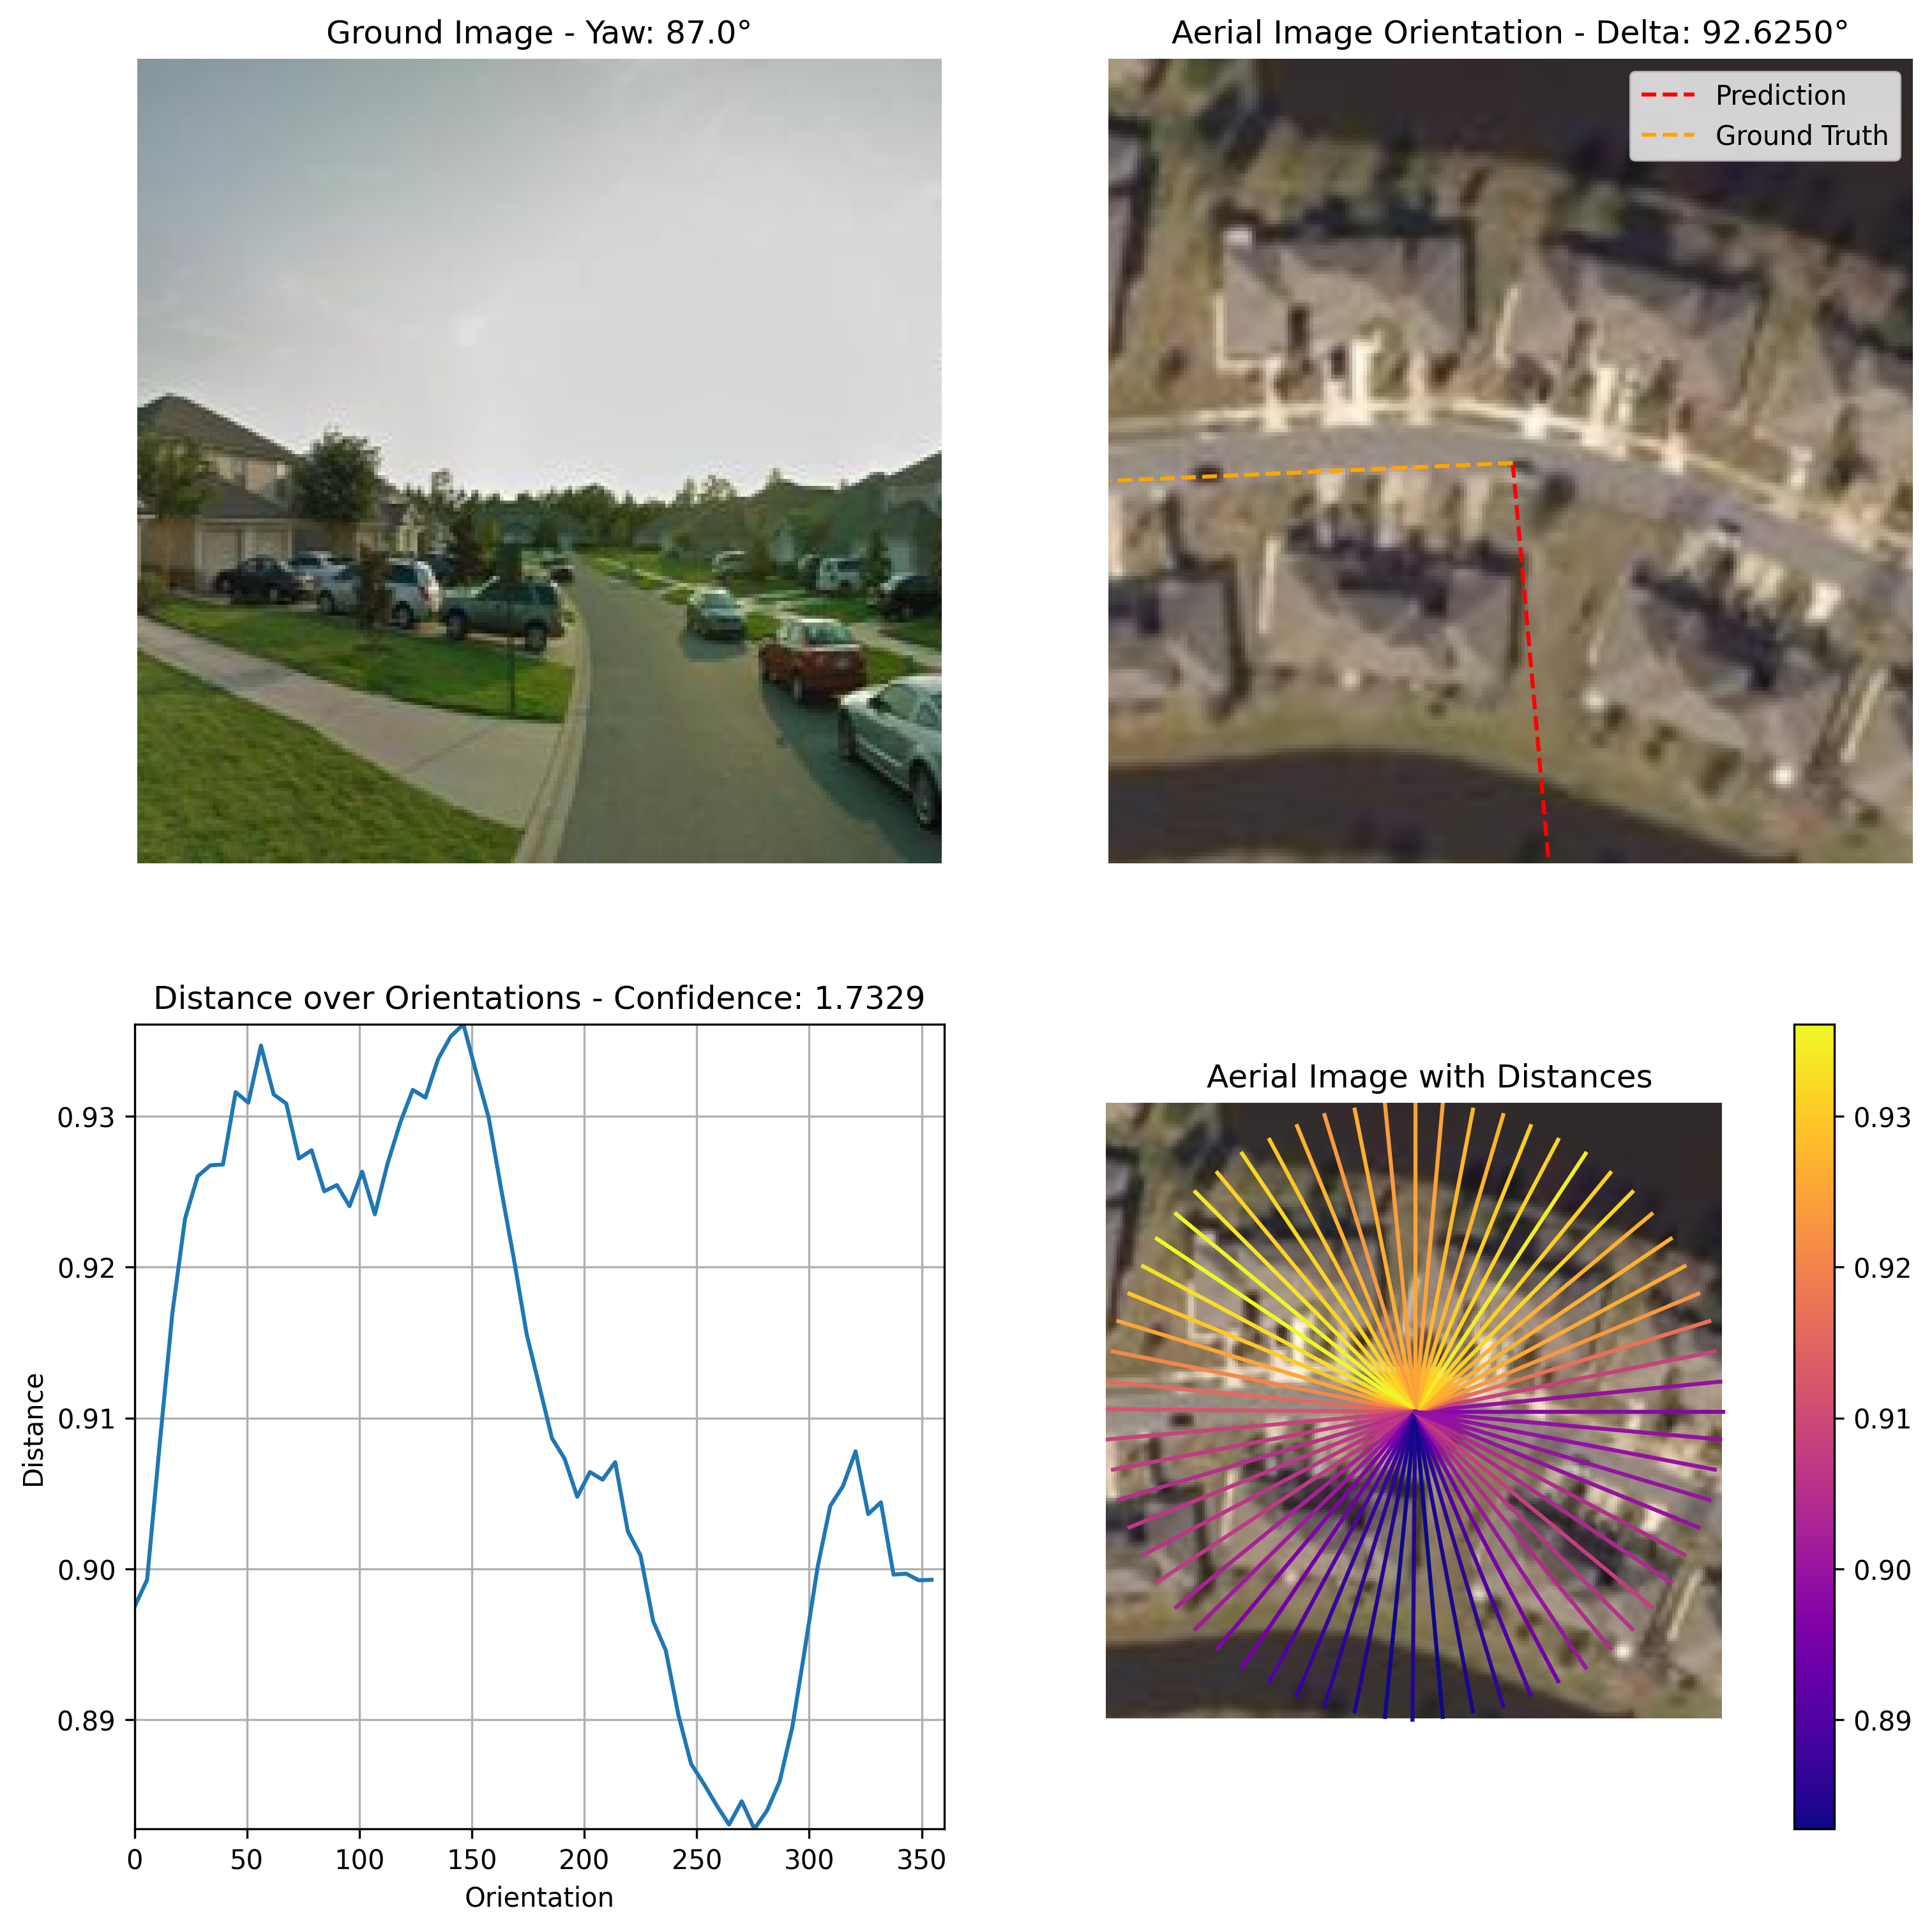 Ground Image - Yaw: 87.0°
Aerial Image Orientation - Delta: 92.6250°
Prediction
Ground Truth
Distance over Orientations - Confidence: 1.7329
0.93
0.92
0.91
0.90
0.89
Distance
0
50
100
150
200
250
300
350
Orientation
Aerial Image with Distances
0.93
0.92
0.91
0.90
0.89